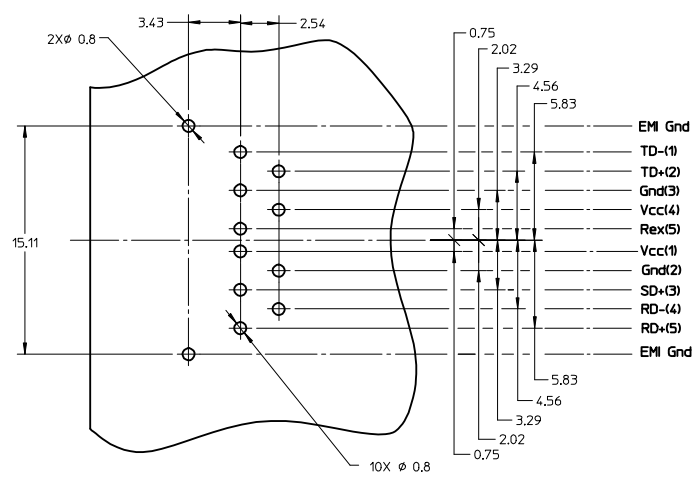 3.43
2.54
2XØ 0.8
0.75
2.02
3.29
4.56
5.83
EMI Gnd
TD-(1)
TD+(2)
Gnd(3)
Vcc(4)
Rex(5)
15.11
Vcc(1)
Gnd(2)
SD+(3)
RD-(4)
RD+(5)
EMI Gnd
5.83
4.56
3.29
2.02
0.75
10X Ø 0.8